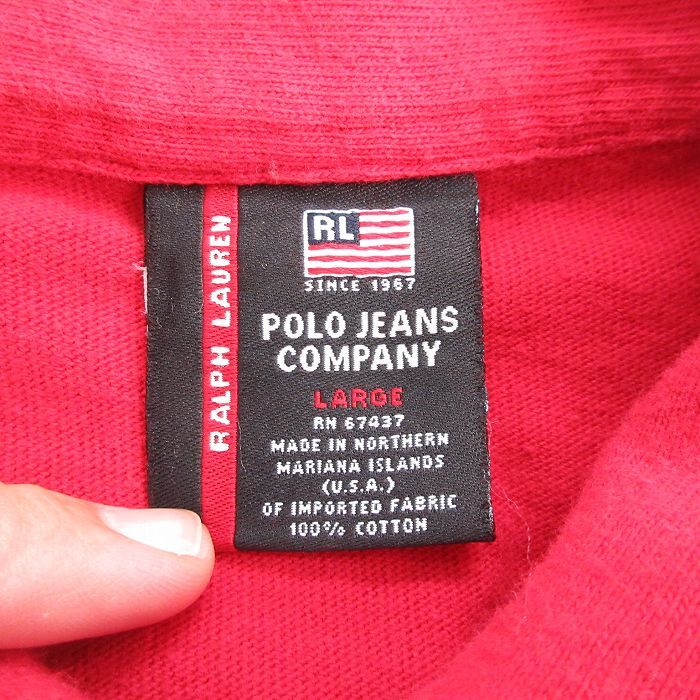 RALPH LAUREN
RL
SINCE 1967
POLO JEANS
COMPANY
LARGE
RN 67437
MADE IN NORTHERN
MARIANA ISLANDS
(U.S.A.)
OF IMPORTED FABRIC
100% COTTON